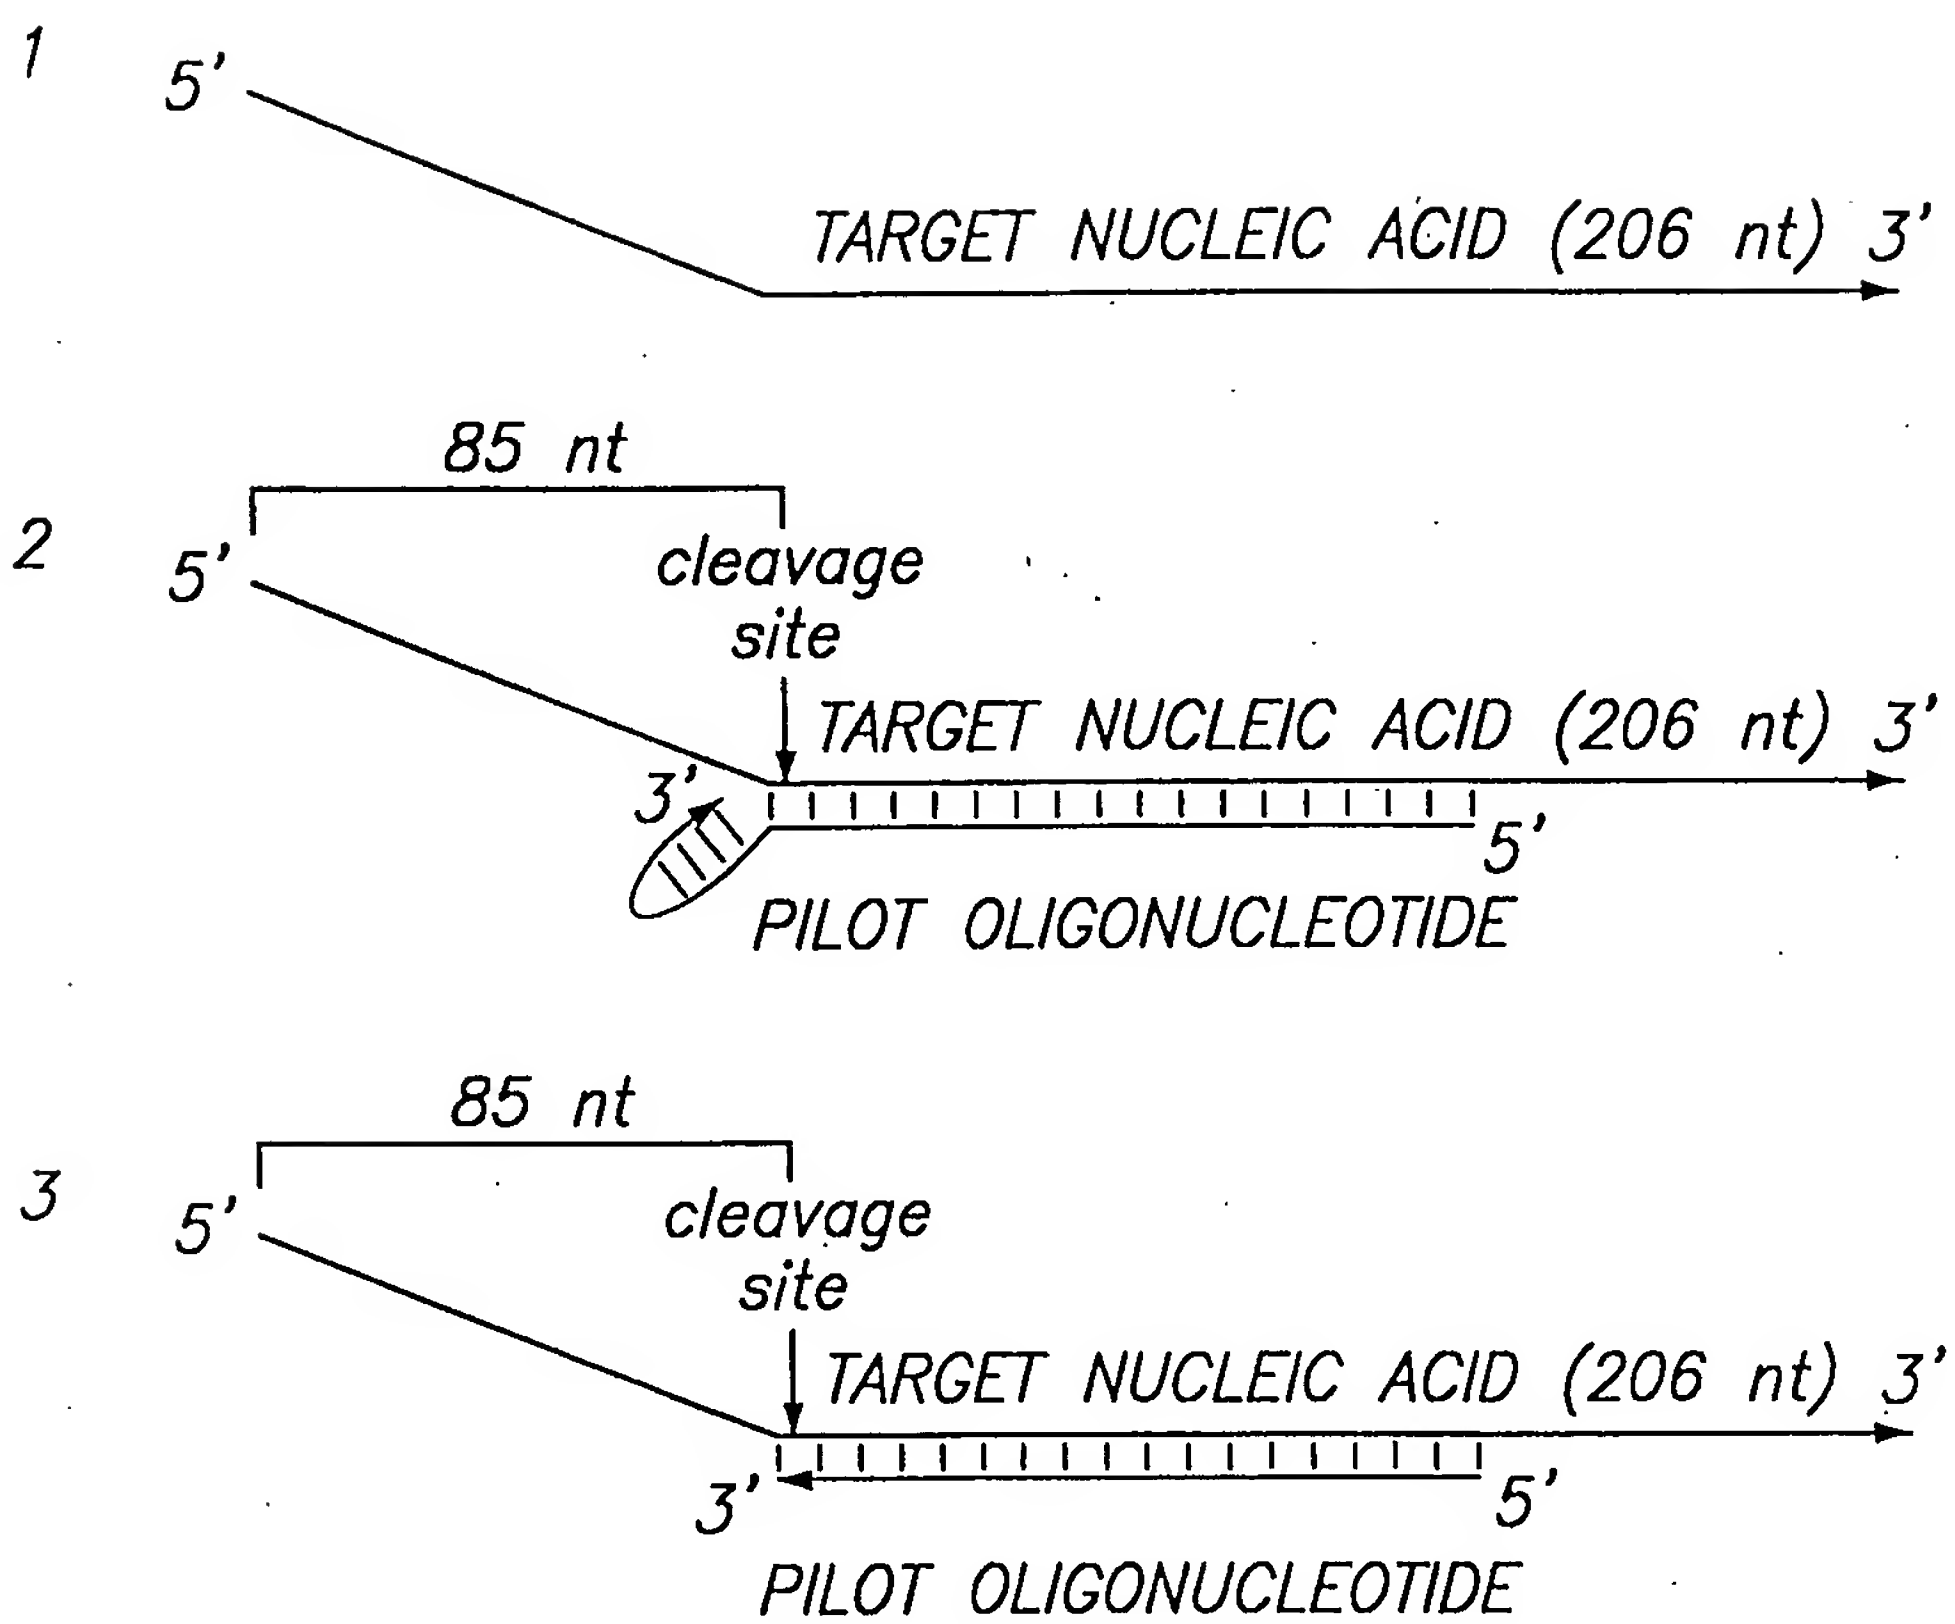 1
5'
TARGET NUCLEIC ACID (206 nt) 3'
85 nt
2
5'
cleavage
site
TARGET NUCLEIC ACID (206 nt) 3'
3'
5'
PILOT OLIGONUCLEOTIDE
85 nt
3
5'
cleavage
site
TARGET NUCLEIC ACID (206 nt) 3'
3'
5'
PILOT OLIGONUCLEOTIDE